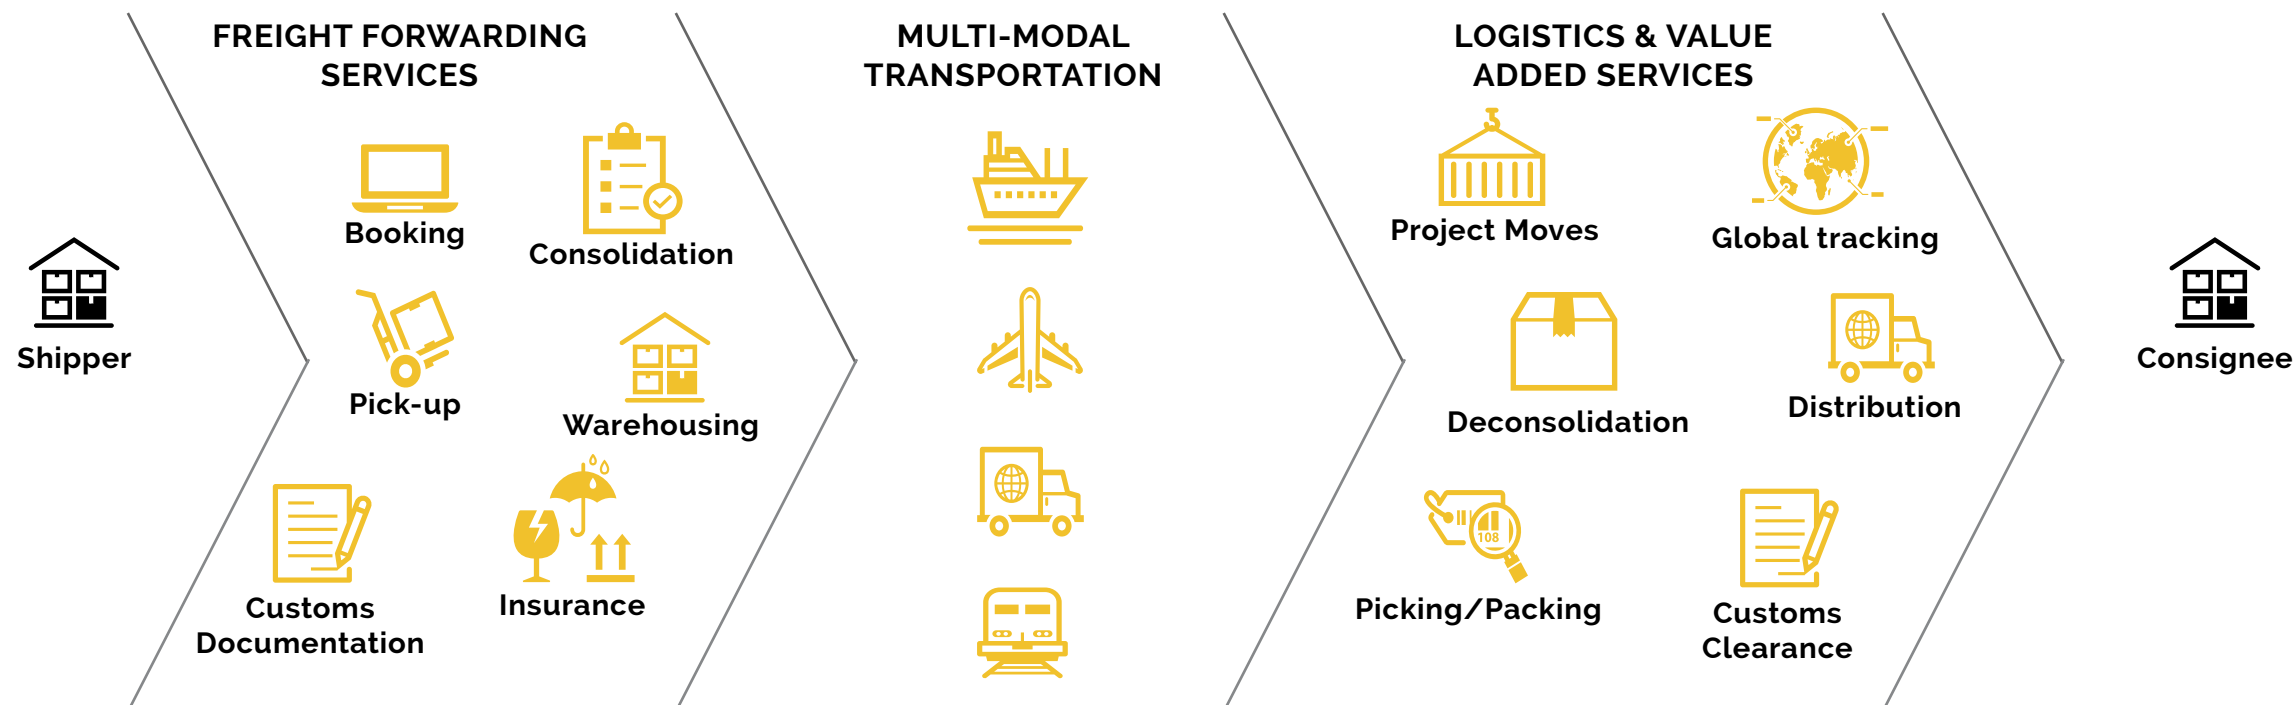 Shipper
FREIGHT FORWARDING
SERVICES
Booking
Consolidation
Pick-up
Warehousing
Customs
Documentation
Insurance
MULTI-MODAL
TRANSPORTATION
LOGISTICS & VALUE
ADDED SERVICES
Project Moves
Global tracking
Deconsolidation
Distribution
108
Picking/Packing
Customs
Clearance
Consignee